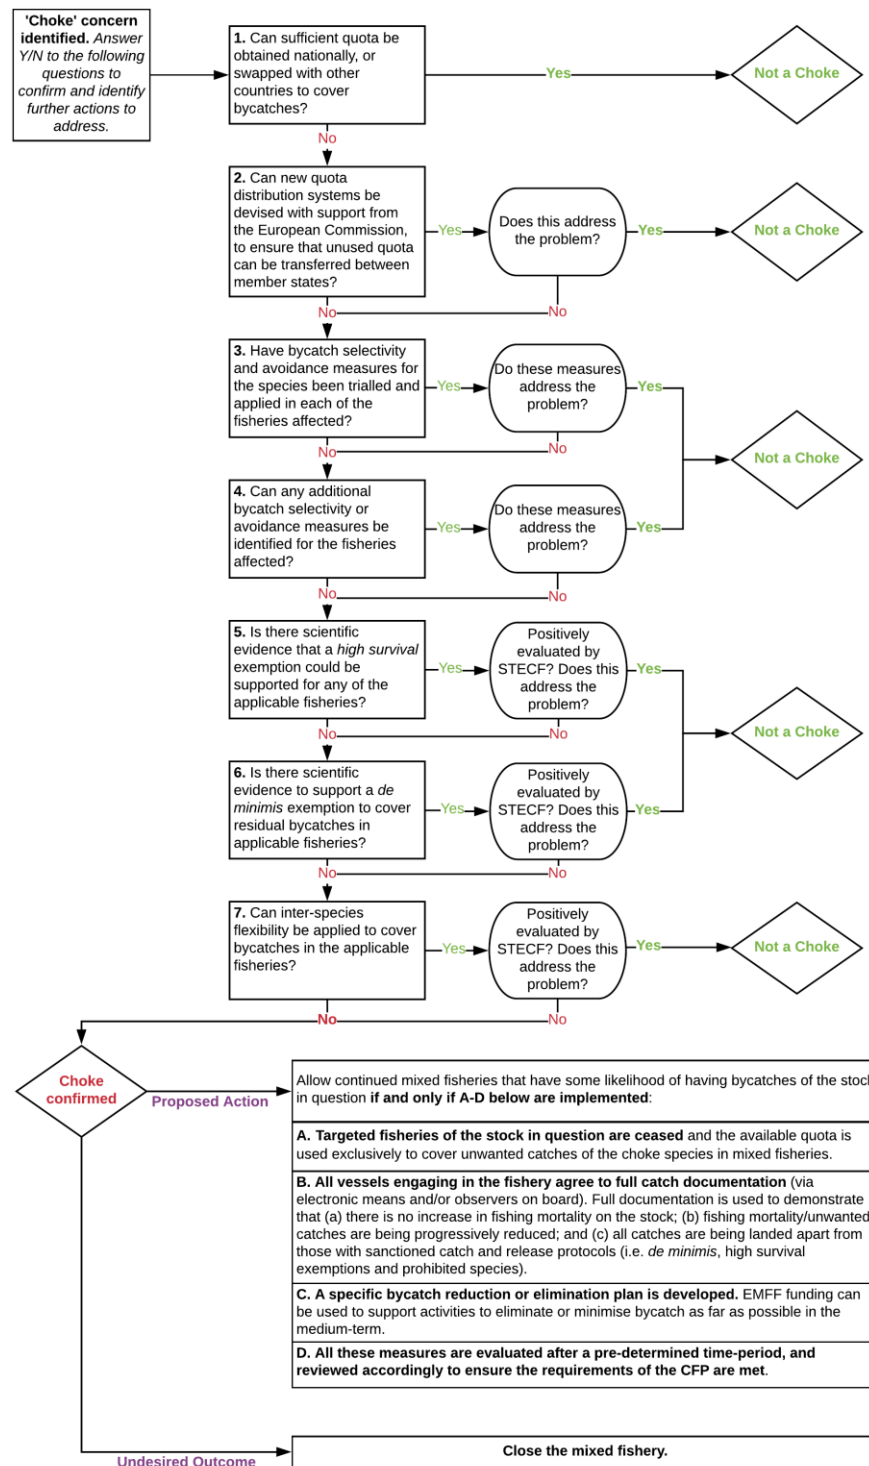 'Choke' concern
identified. Answer
Y/N to the following
questions to
confirm and identify
further actions to
address.
1. Can sufficient quota be
obtained nationally, or
swapped with other
countries to cover
bycatches?
Yes
Not a Choke
No
2. Can new quota
distribution systems be
devised with support from
the European Commission,
to ensure that unused quota
can be transferred between
member states?
Yes
Does this address
the problem?
Yes
Not a Choke
No
No
3. Have bycatch selectivity
and avoidance measures for
the species been trialled and
applied in each of the
fisheries affected?
Yes
Do these measures
address the
problem?
Yes
No
No
Not a Choke
4. Can any additional
bycatch selectivity or
avoidance measures be
identified for the fisheries
affected?
Yes
Do these measures
address the
problem?
Yes
No
No
5. Is there scientific
evidence that a high survival
exemption could be
supported for any of the
applicable fisheries?
Yes
Positively
evaluated by
STECF? Does this
address the
problem?
Yes
No
No
Not a Choke
6. Is there scientific
evidence to support a de
minimis exemption to cover
residual bycatches in
applicable fisheries?
Yes
Positively
evaluated by
STECF? Does this
address the
problem?
Yes
No
No
7. Can inter-species
flexibility be applied to cover
bycatches in the applicable
fisheries?
Yes
Positively
evaluated by
STECF? Does this
address the
problem?
Yes
Not a Choke
No
No
Choke
confirmed
Proposed Action
Allow continued mixed fisheries that have some likelihood of having bycatches of the stock
in question if and only if A-D below are implemented:
A. Targeted fisheries of the stock in question are ceased and the available quota is
used exclusively to cover unwanted catches of the choke species in mixed fisheries.
B. All vessels engaging in the fishery agree to full catch documentation (via
electronic means and/or observers on board). Full documentation is used to demonstrate
that (a) there is no increase in fishing mortality on the stock; (b) fishing mortality/unwanted
catches are being progressively reduced; and (c) all catches are being landed apart from
those with sanctioned catch and release protocols (i.e. de minimis, high survival
exemptions and prohibited species).
C. A specific bycatch reduction or elimination plan is developed. EMFF funding can
be used to support activities to eliminate or minimise bycatch as far as possible in the
medium-term.
D. All these measures are evaluated after a pre-determined time-period, and
reviewed accordingly to ensure the requirements of the CFP are met.
Undesired Outcome
Close the mixed fishery.